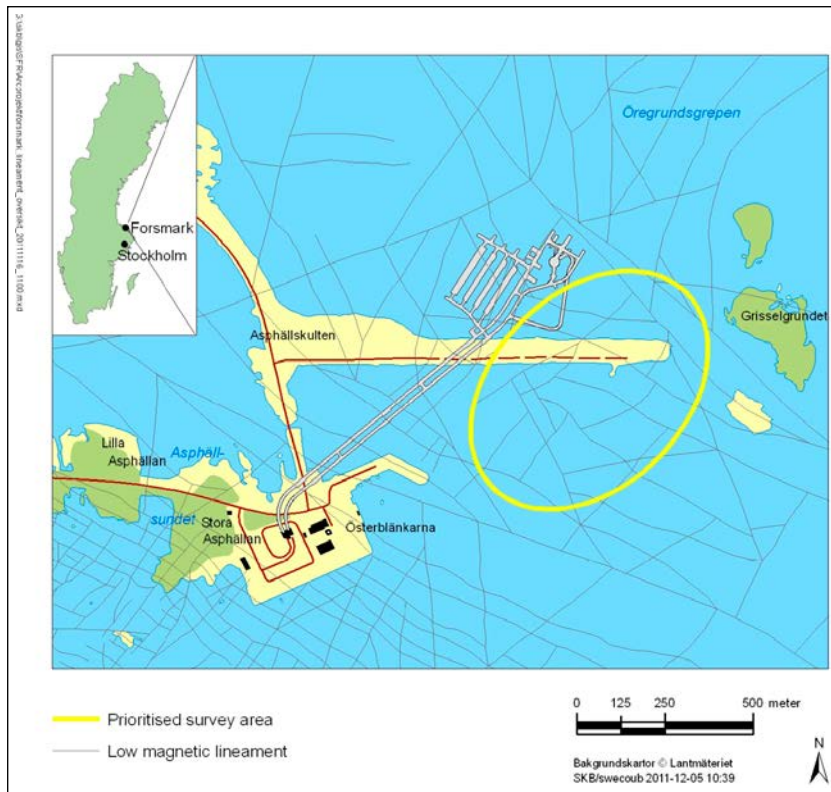 Öregrundsgrepen
Forsmark
Stockholm
Grisselgrundet
Asphällskulten
Lilla
Asphällan
Asphäll-
sundet
Stora
Asphällan
Österblänkarna
Prioritised survey area
Low magnetic lineament
0 125 250 500 meter
N
Bakgrundskartor © Lantmäteriet
SKB/swecoub 2011-12-05 10:39